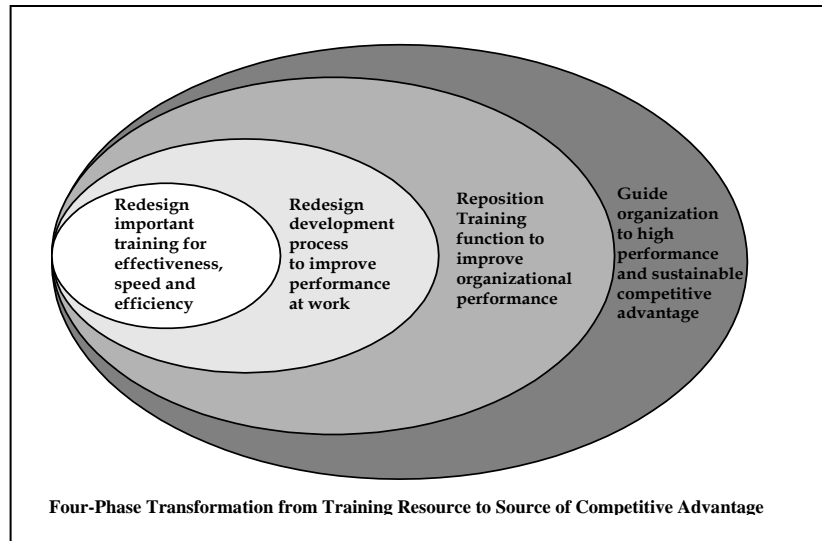 Redesign
important
training for
effectiveness,
speed and
efficiency
Redesign
development
process
to improve
performance
at work
Reposition
Training
function to
improve
organizational
performance
Guide
organization
to high
performance
and sustainable
competitive
advantage
Four-Phase Transformation from Training Resource to Source of Competitive Advantage